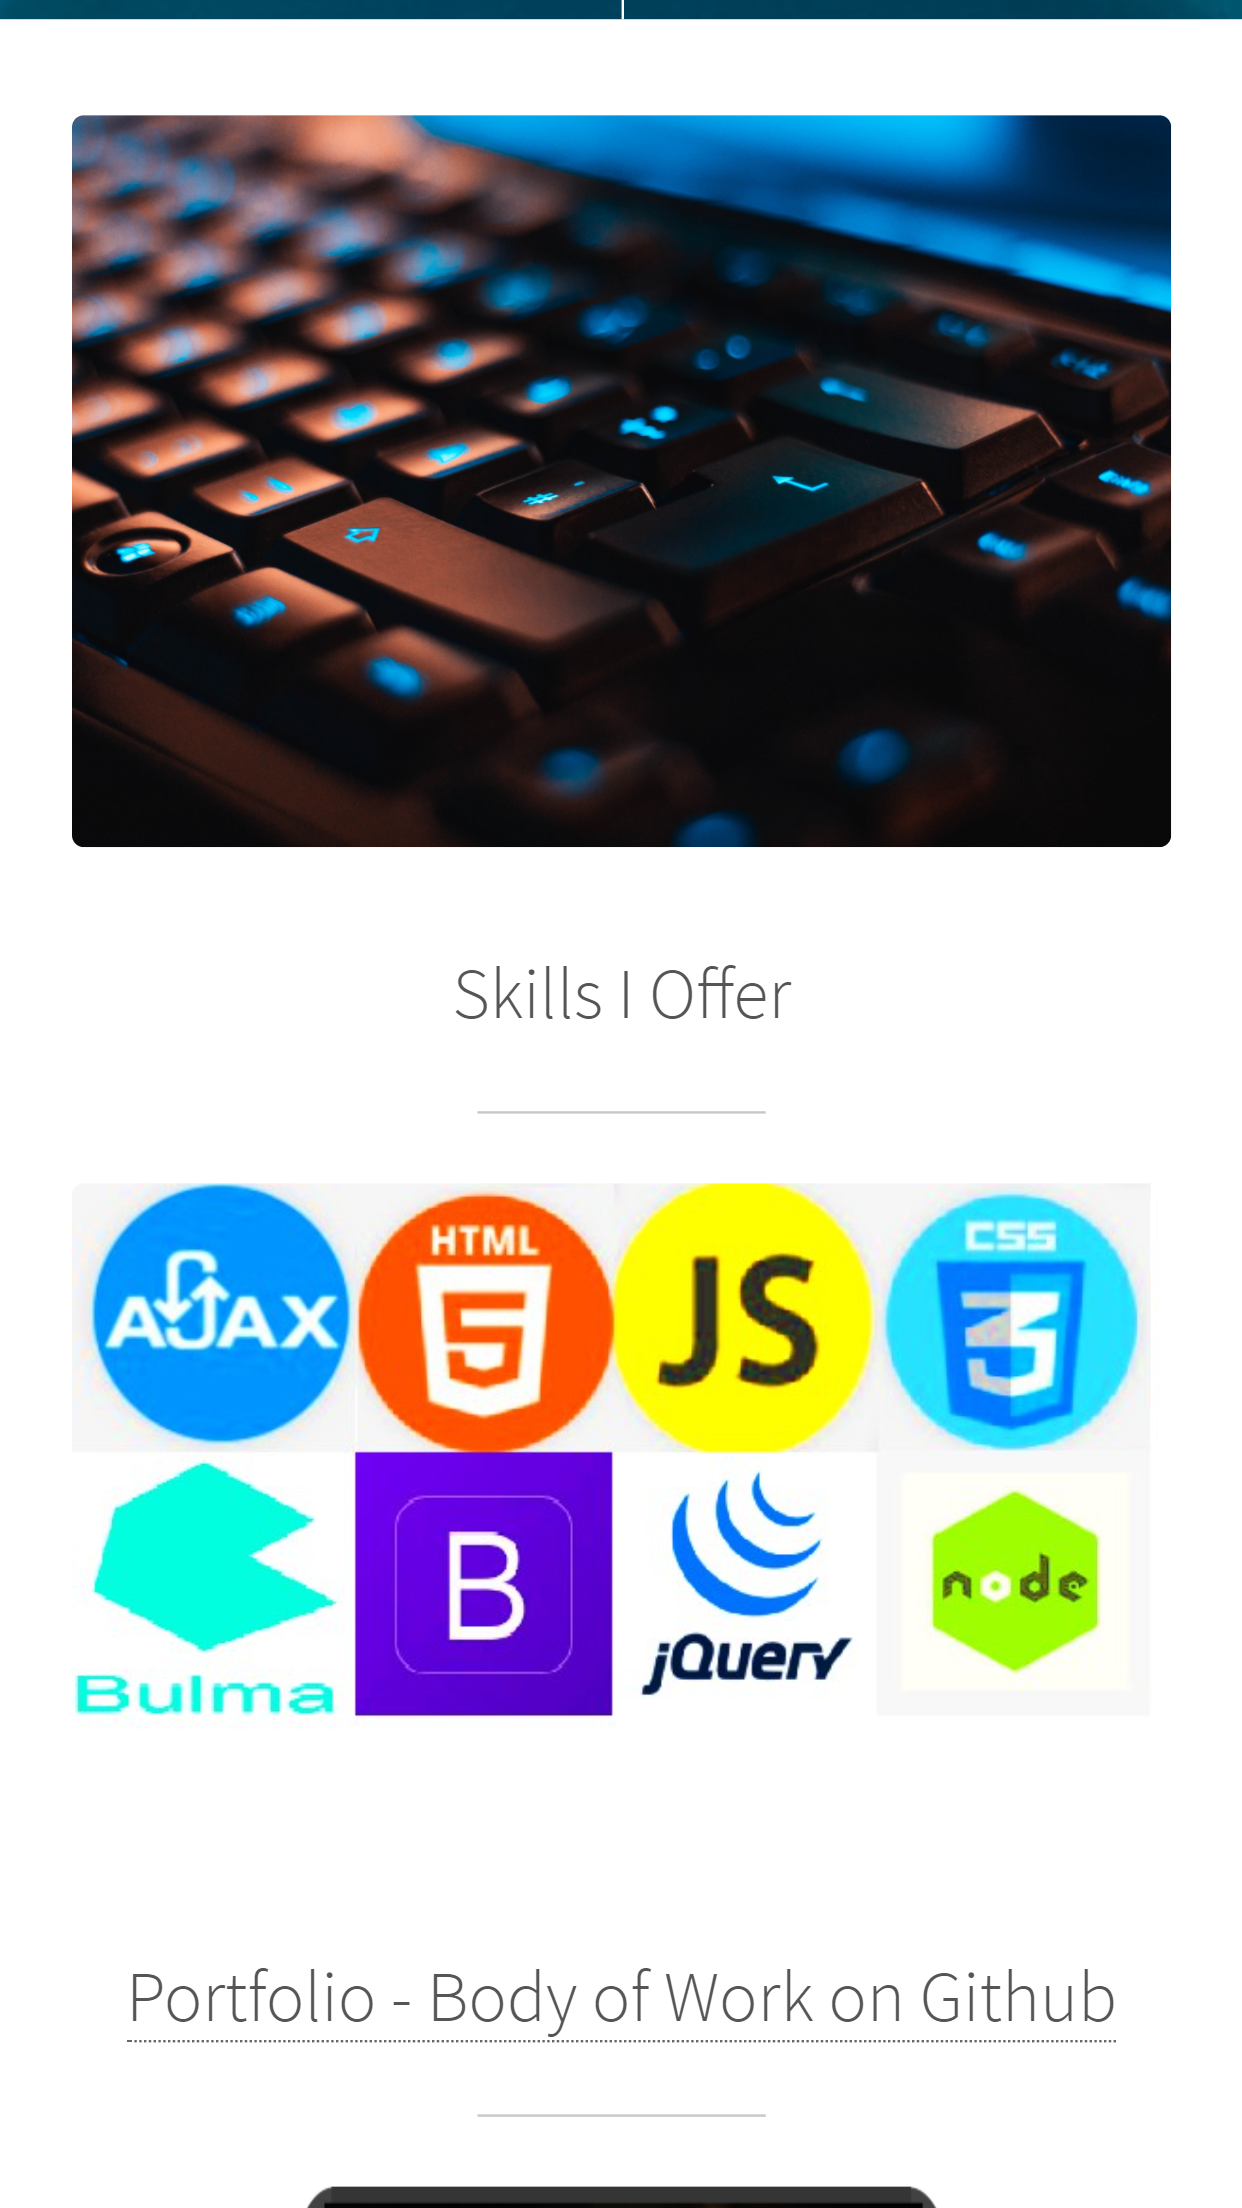 Skills I Offer
AJAX
HTML
5
JS
CSS
3
Bulma
B
jQuery
node
Portfolio - Body of Work on Github